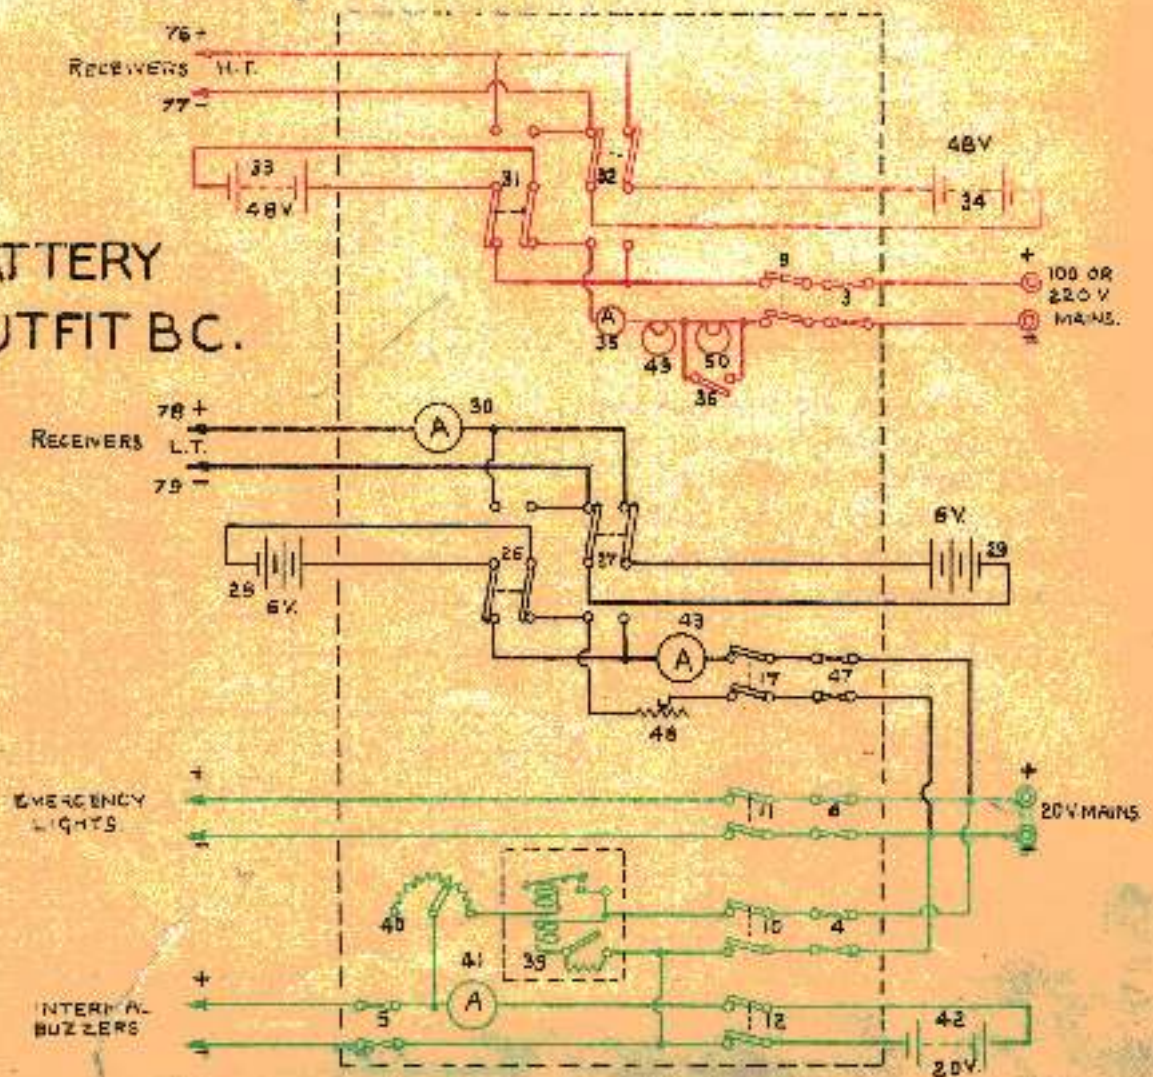 76 +
RECEIVERS H.T.
77 -
33
48V
31
32
48V
34
ATTERY
UTFIT BC.
9
3
+
100 OR
220 V
MAINS.
-
A
35
49
50
36
78 +
RECEIVERS L.T.
79 -
A
30
26
27
6V.
29
28
6V.
43
A
17
47
48
+
EMERGENCY
LIGHTS
-
11
6
+
20V. MAINS.
-
40
39
10
4
41
A
+
INTERNAL
BUZZERS
-
5
12
42
20V.